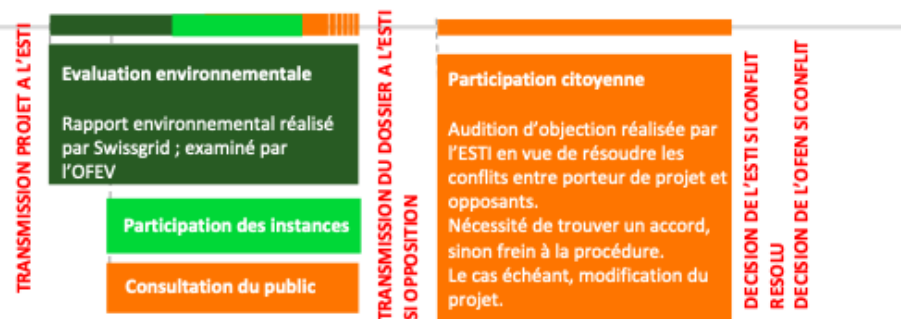 TRANSMISSION PROJET A L'ESTI
Evaluation environnementale
Rapport environnemental réalisé
par Swissgrid ; examiné par
l'OFEV
Participation des instances
Consultation du public
TRANSMISSION DU DOSSIER A L'ESTI
SI OPPOSITION
Participation citoyenne
Audition d'objection réalisée par
l'ESTI en vue de résoudre les
conflits entre porteur de projet et
opposants.
Nécessité de trouver un accord,
sinon frein à la procédure.
Le cas échéant, modification du
projet.
DECISION DE L'ESTI SI CONFLIT
RESOLU
DECISION DE L'OFEN SI CONFLIT